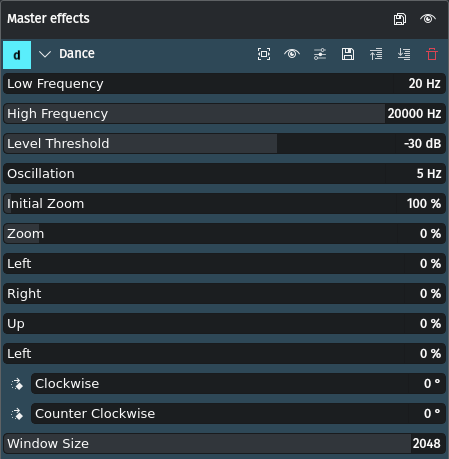 Master effects
d Dance
Low Frequency 20 Hz
High Frequency 20000 Hz
Level Threshold -30 dB
Oscillation 5 Hz
Initial Zoom 100 %
Zoom 0 %
Left 0 %
Right 0 %
Up 0 %
Left 0 %
Clockwise 0 °
Counter Clockwise 0 °
Window Size 2048